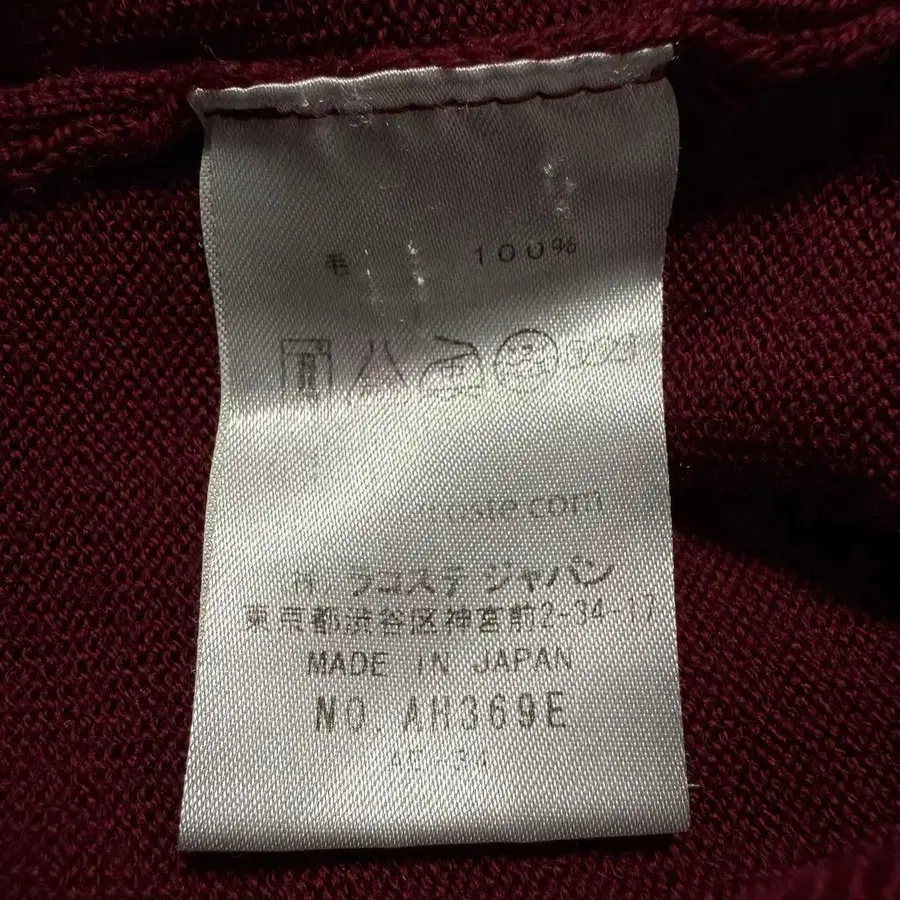 毛 100%
㈱ ラコステ ジャパン
東京都渋谷区神宮前2-34-17
MADE IN JAPAN
NO. AH369E